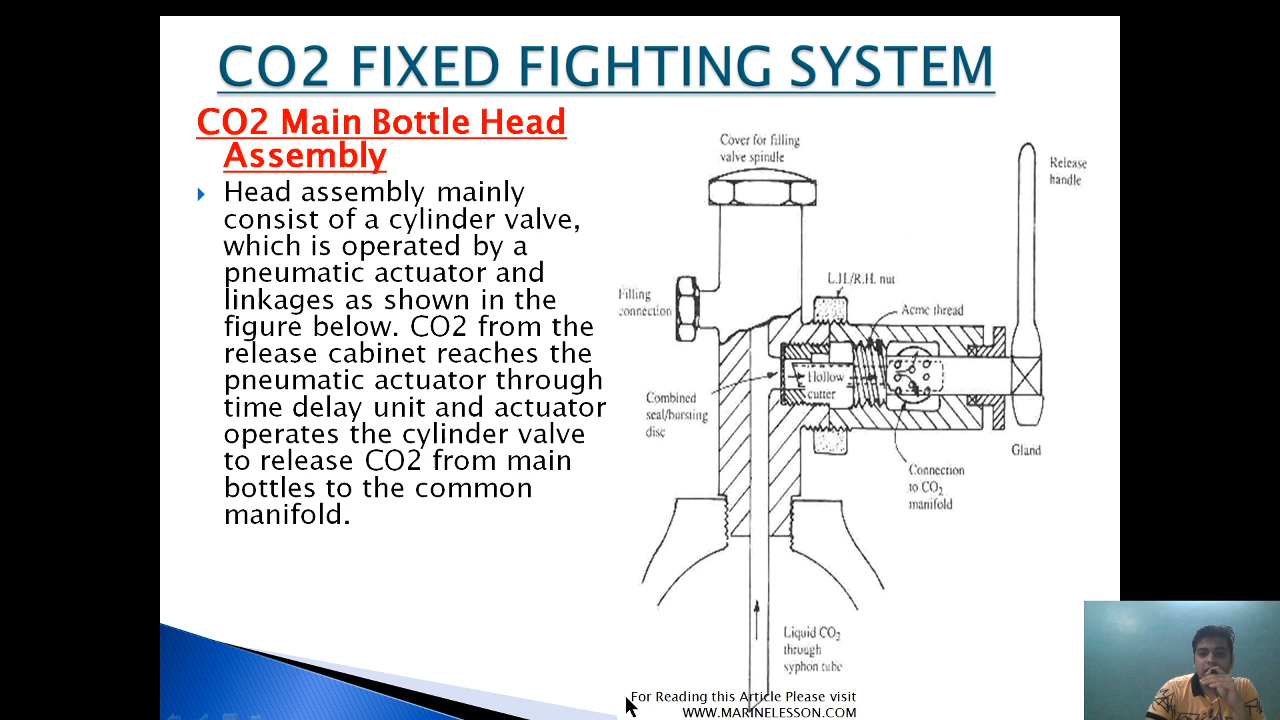 CO2 FIXED FIGHTING SYSTEM
CO2 Main Bottle Head
Assembly
Head assembly mainly
consist of a cylinder valve,
which is operated by a
pneumatic actuator and
linkages as shown in the
figure below. CO2 from the
release cabinet reaches the
pneumatic actuator through
time delay unit and actuator
operates the cylinder valve
to release CO2 from main
bottles to the common
manifold.
Cover for filling
valve spindle
Release
handle
L.H./R.H. nut
Filling
connection
Acme thread
Hollow
cutter
Combined
seal/bursting
disc
Gland
Connection
to CO₂
manifold
Liquid CO₂
through
syphon tube
For Reading this Article Please visit
WWW.MARINELESSON.COM